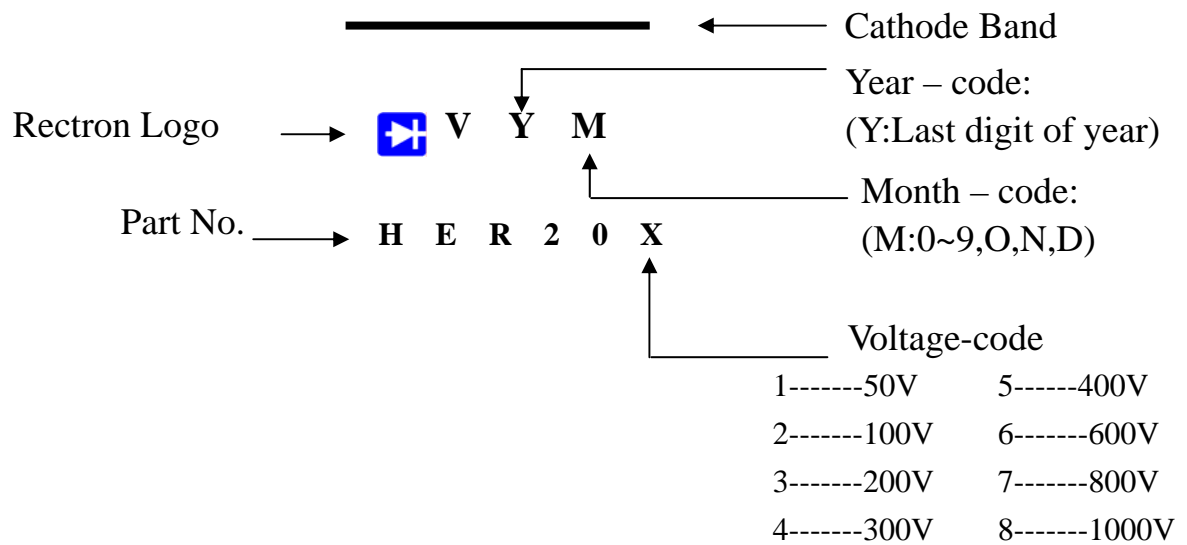 Cathode Band
Year – code:
(Y:Last digit of year)
Rectron Logo
V Y M
Month – code:
(M:0~9,O,N,D)
Part No.
H E R 2 0 X
Voltage-code
1-------50V 5------400V
2-------100V 6-------600V
3-------200V 7-------800V
4-------300V 8-------1000V